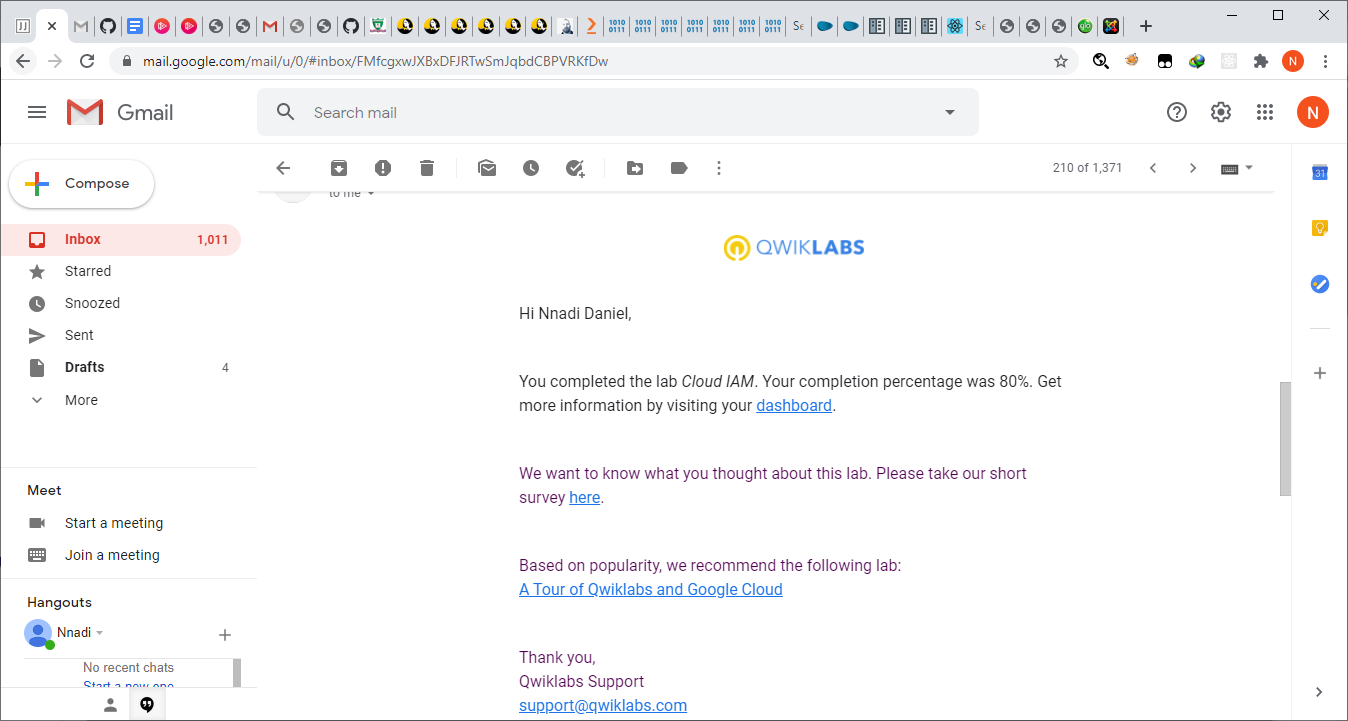 mail.google.com/mail/u/0/#inbox/FMfcgxwJXBxDFJRTwSmJqbdCBPVRKfDw
N
Gmail
Search mail
N
Compose
210 of 1,371
31
to me
Inbox 1,011
Starred
Snoozed
Sent
Drafts 4
More
QWIKLABS
Hi Nnadi Daniel,
You completed the lab Cloud IAM. Your completion percentage was 80%. Get
more information by visiting your dashboard.
We want to know what you thought about this lab. Please take our short
survey here.
Based on popularity, we recommend the following lab:
A Tour of Qwiklabs and Google Cloud
Thank you,
Qwiklabs Support
support@qwiklabs.com
Meet
Start a meeting
Join a meeting
Hangouts
Nnadi
No recent chats
Start a new one